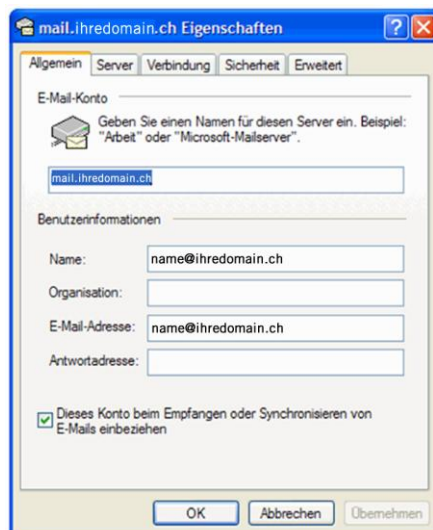 mail.ihredomain.ch Eigenschaften
Allgemein Server Verbindung Sicherheit Erweitert
E-Mail-Konto
Geben Sie einen Namen für diesen Server ein. Beispiel:
"Arbeit" oder "Microsoft-Mailserver".
mail.ihredomain.ch
Benutzerinformationen
Name: name@ihredomain.ch
Organisation:
E-Mail-Adresse: name@ihredomain.ch
Antwortadresse:
Dieses Konto beim Empfangen oder Synchronisieren von
E-Mails einbeziehen
OK Abbrechen Übernehmen